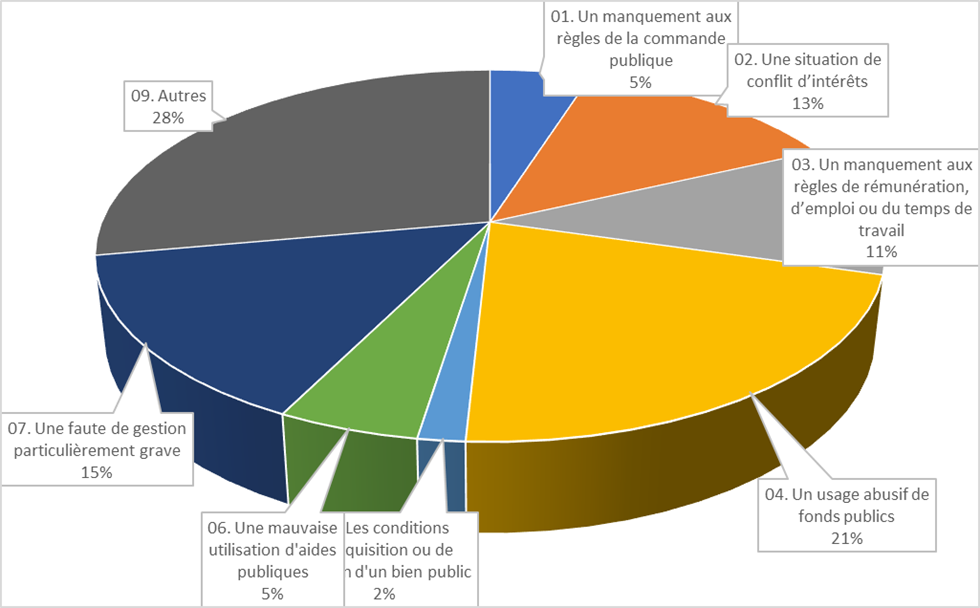 01. Un manquement aux
règles de la commande
publique
5%
02. Une situation de
conflit d’intérêts
13%
03. Un manquement aux
règles de rémunération,
d’emploi ou du temps de
travail
11%
04. Un usage abusif de
fonds publics
21%
Les conditions
d'un bien public
2%
06. Une mauvaise
utilisation d'aides
publiques
5%
07. Une faute de gestion
particulièrement grave
15%
09. Autres
28%